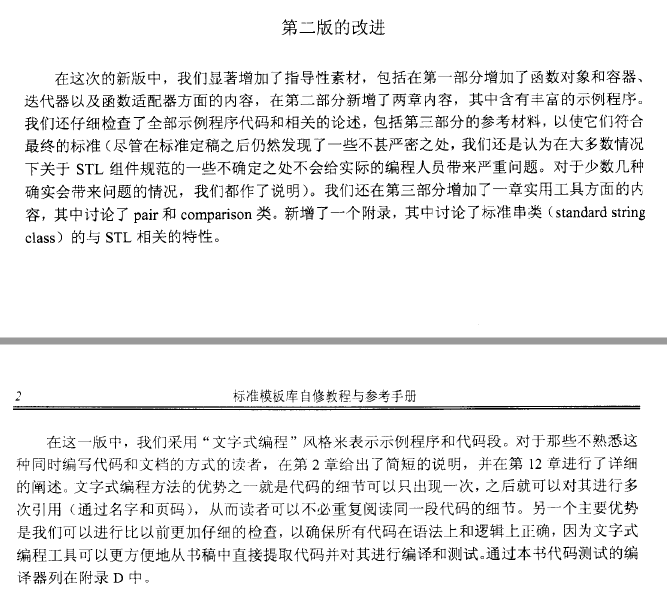 第二版的改进
在这次的新版中，我们显著增加了指导性素材，包括在第一部分增加了函数对象和容器、
迭代器以及函数适配器方面的内容，在第二部分新增了两章内容，其中含有丰富的示例程序。
我们还仔细检查了全部示例程序代码和相关的论述，包括第三部分的参考材料，以使它们符合
最终的标准（尽管在标准定稿之后仍然发现了一些不甚严密之处，我们还是认为在大多数情况
下关于 STL 组件规范的一些不确定之处不会给实际的编程人员带来严重问题。对于少数几种
确实会带来问题的情况，我们都作了说明）。我们还在第三部分增加了一章实用工具方面的内
容，其中讨论了 pair 和 comparison 类。新增了一个附录，其中讨论了标准串类（standard string
class）的与 STL 相关的特性。
2 标准模板库自修教程与参考手册
在这一版中，我们采用“文字式编程”风格来表示示例程序和代码段。对于那些不熟悉这
种同时编写代码和文档的方式的读者，在第 2 章给出了简短的说明，并在第 12 章进行了详细
的阐述。文字式编程方法的优势之一就是代码的细节可以只出现一次，之后就可以对其进行多
次引用（通过名字和页码），从而读者可以不必重复阅读同一段代码的细节。另一个主要优势
是我们可以进行比以前更加仔细的检查，以确保所有代码在语法上和逻辑上正确，因为文字式
编程工具可以更方便地从书稿中直接提取代码并对其进行编译和测试。通过本书代码测试的编
译器列在附录 D 中。